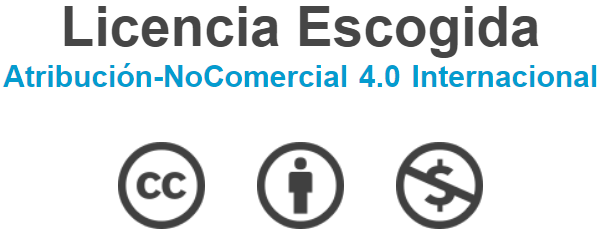 Licencia Escogida
Atribución-NoComercial 4.0 Internacional
cc $